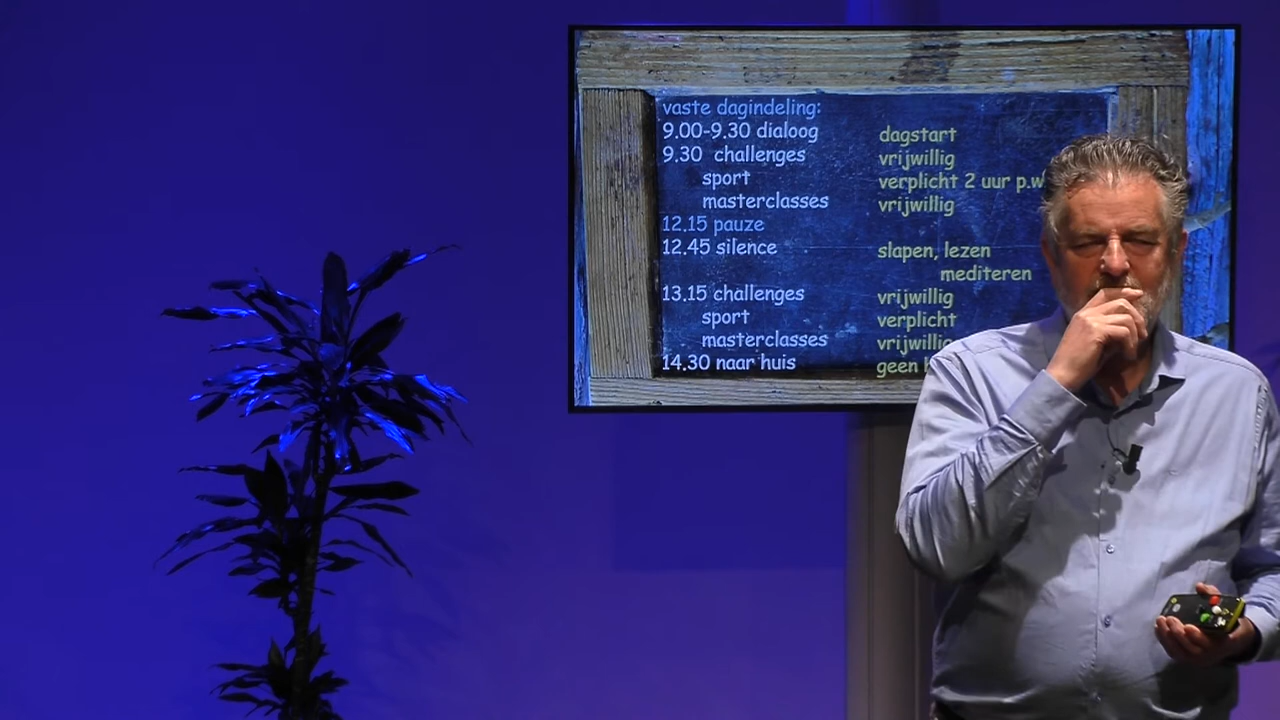 vaste dagindeling:
9.00-9.30 dialoog dagstart
9.30 challenges vrijwillig
sport verplicht 2 uur p.w
masterclasses vrijwillig
12.15 pauze
12.45 silence slapen, lezen
mediteren
13.15 challenges vrijwillig
sport verplicht
masterclasses vrijwillig
14.30 naar huis geen